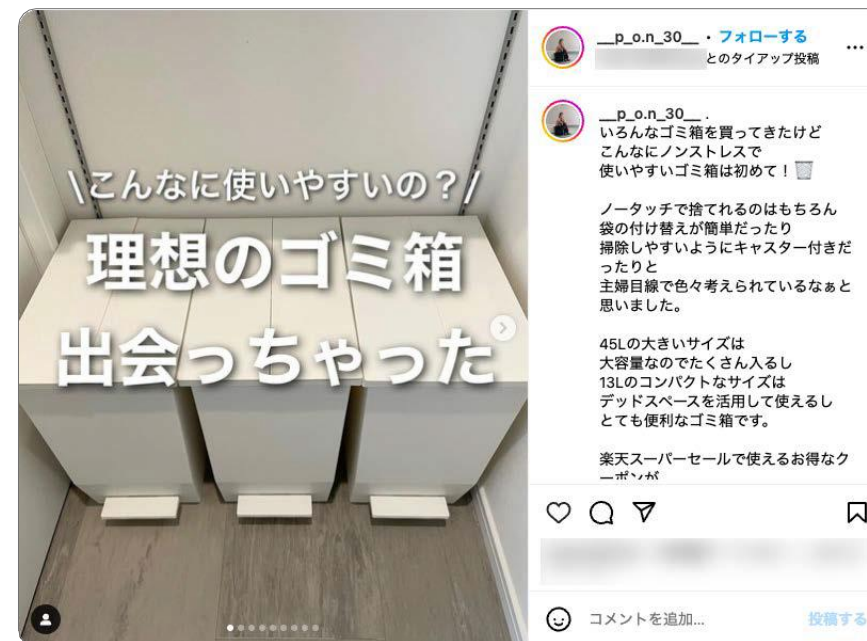 \こんなに使いやすいの？/
理想のゴミ箱
出会っちゃった
__p_o.n_30__ • フォローする
とのタイアップ投稿
__p_o.n_30__ .
いろんなゴミ箱を買ってきたけど
こんなにノンストレスで
使いやすいゴミ箱は初めて！🗑️
ノータッチで捨てれるのはもちろん
袋の付け替えが簡単だったり
掃除しやすいようにキャスター付きだ
ったりと
主婦目線で色々考えられているなぁと
思いました。
45Lの大きいサイズは
大容量なのでたくさん入るし
13Lのコンパクトなサイズは
デッドスペースを活用して使えるし
とても便利なゴミ箱です。
楽天スーパーセールで使えるお得なク
ーポンが
コメントを追加...
投稿する